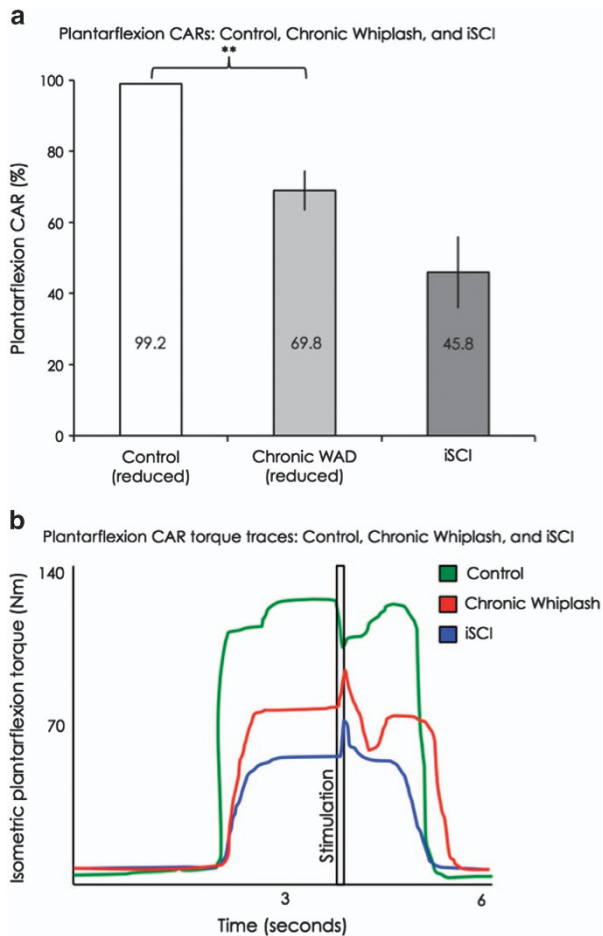 a
Plantarflexion CARs: Control, Chronic Whiplash, and iSCI
**
Plantarflexion CAR (%)
100
80
60
40
20
0
99.2
69.8
45.8
Control
(reduced)
Chronic WAD
(reduced)
iSCI
b
Plantarflexion CAR torque traces: Control, Chronic Whiplash, and iSCI
Isometric plantarflexion torque (Nm)
140
70
Control
Chronic Whiplash
iSCI
Stimulation
3
6
Time (seconds)